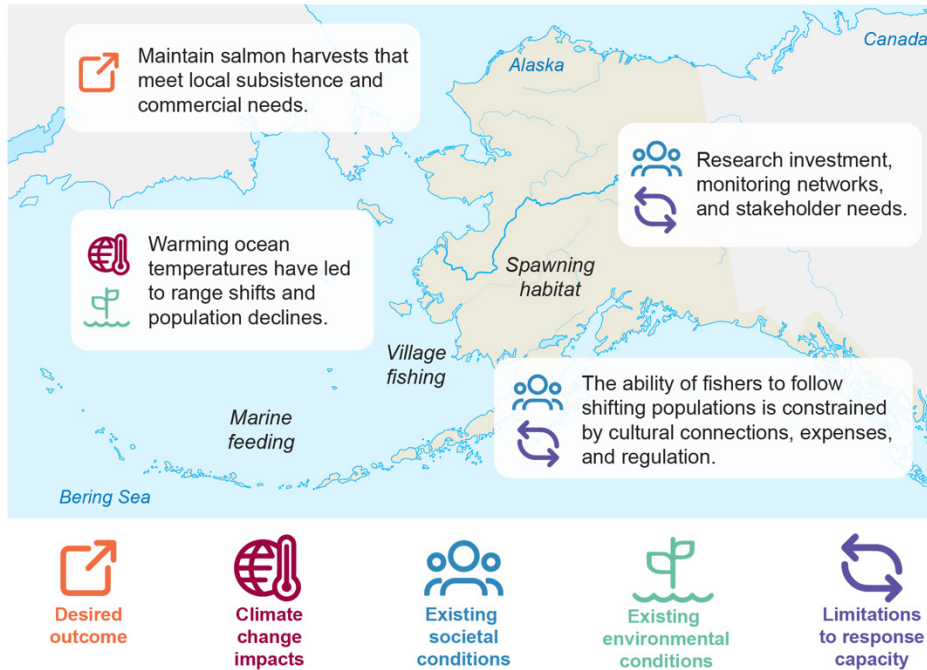 Maintain salmon harvests that
meet local subsistence and
commercial needs.
Alaska
Canada
Research investment,
monitoring networks,
and stakeholder needs.
Warming ocean
temperatures have led
to range shifts and
population declines.
Spawning
habitat
Village
fishing
The ability of fishers to follow
shifting populations is constrained
by cultural connections, expenses,
and regulation.
Marine
feeding
Bering Sea
Desired
outcome
Climate
change
impacts
Existing
societal
conditions
Existing
environmental
conditions
Limitations
to response
capacity